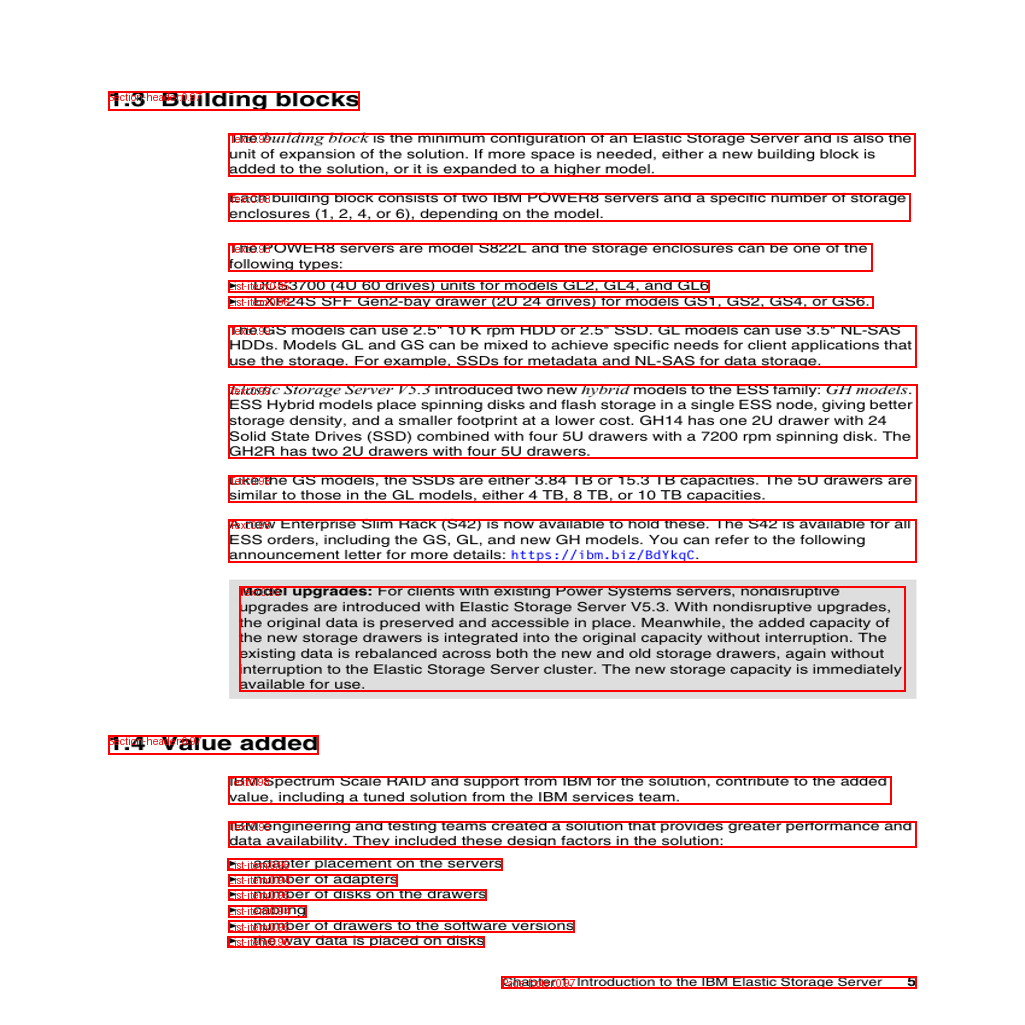 1.3 Building blocks
The building block is the minimum configuration of an Elastic Storage Server and is also the
unit of expansion of the solution. If more space is needed, either a new building block is
added to the solution, or it is expanded to a higher model.
Each building block consists of two IBM POWER8 servers and a specific number of storage
enclosures (1, 2, 4, or 6), depending on the model.
The POWER8 servers are model S822L and the storage enclosures can be one of the
following types:
► DCS3700 (4U 60 drives) units for models GL2, GL4, and GL6
► EXP24S SFF Gen2-bay drawer (2U 24 drives) for models GS1, GS2, GS4, or GS6.
The GS models can use 2.5" 10 K rpm HDD or 2.5" SSD. GL models can use 3.5" NL-SAS
HDDs. Models GL and GS can be mixed to achieve specific needs for client applications that
use the storage. For example, SSDs for metadata and NL-SAS for data storage.
Elastic Storage Server V5.3 introduced two new hybrid models to the ESS family: GH models.
ESS Hybrid models place spinning disks and flash storage in a single ESS node, giving better
storage density, and a smaller footprint at a lower cost. GH14 has one 2U drawer with 24
Solid State Drives (SSD) combined with four 5U drawers with a 7200 rpm spinning disk. The
GH2R has two 2U drawers with four 5U drawers.
Like the GS models, the SSDs are either 3.84 TB or 15.3 TB capacities. The 5U drawers are
similar to those in the GL models, either 4 TB, 8 TB, or 10 TB capacities.
A new Enterprise Slim Rack (S42) is now available to hold these. The S42 is available for all
ESS orders, including the GS, GL, and new GH models. You can refer to the following
announcement letter for more details: https://ibm.biz/BdYkqC.
Model upgrades: For clients with existing Power Systems servers, nondisruptive
upgrades are introduced with Elastic Storage Server V5.3. With nondisruptive upgrades,
the original data is preserved and accessible in place. Meanwhile, the added capacity of
the new storage drawers is integrated into the original capacity without interruption. The
existing data is rebalanced across both the new and old storage drawers, again without
interruption to the Elastic Storage Server cluster. The new storage capacity is immediately
available for use.
1.4 Value added
IBM Spectrum Scale RAID and support from IBM for the solution, contribute to the added
value, including a tuned solution from the IBM services team.
IBM engineering and testing teams created a solution that provides greater performance and
data availability. They included these design factors in the solution:
► adapter placement on the servers
► number of adapters
► number of disks on the drawers
► cabling
► number of drawers to the software versions
► the way data is placed on disks
Chapter 1. Introduction to the IBM Elastic Storage Server 5